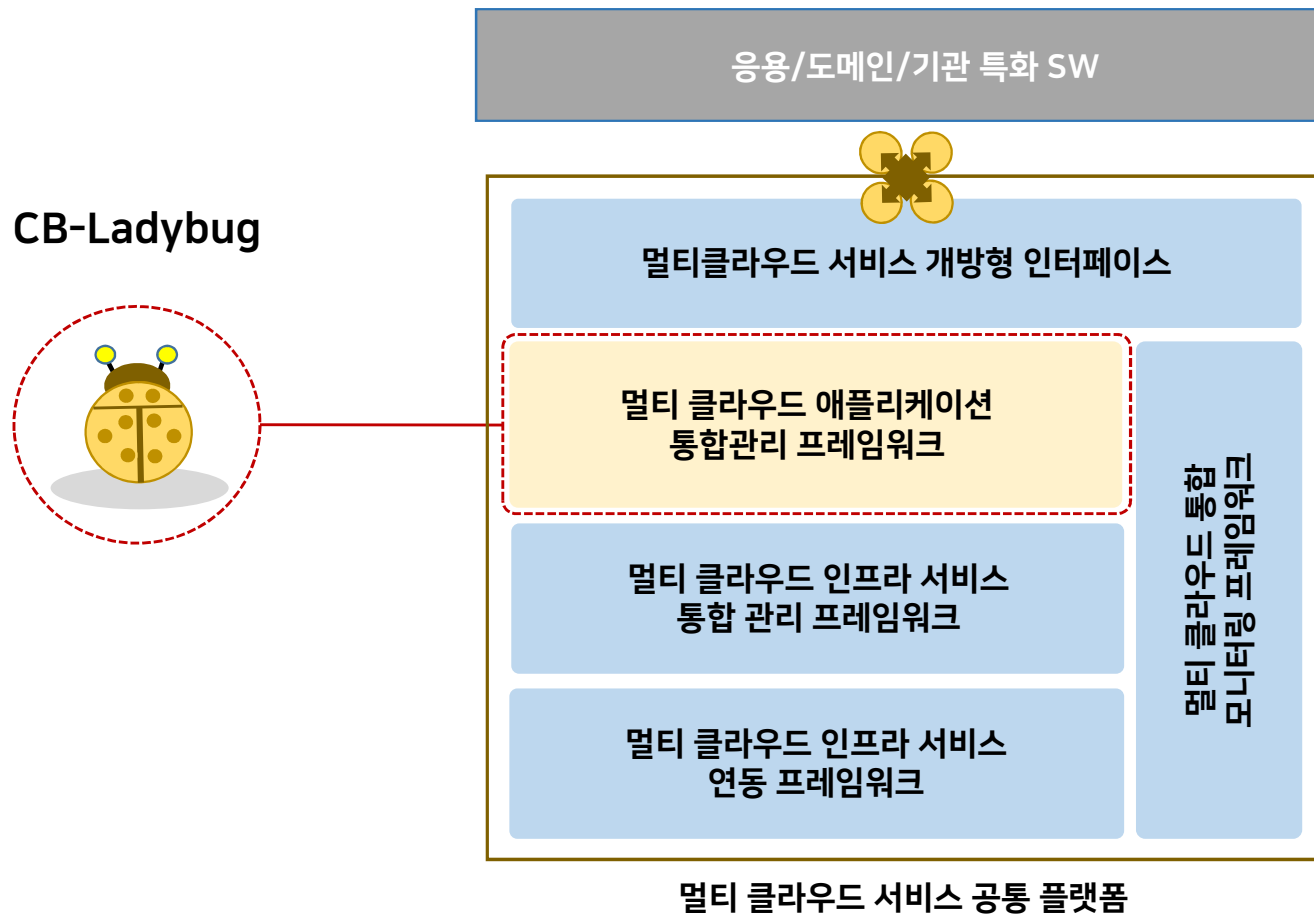 응용/도메인/기관 특화 SW
CB-Ladybug
멀티클라우드 서비스 개방형 인터페이스
멀티 클라우드 애플리케이션
통합관리 프레임워크
멀티 클라우드 인프라 서비스
통합 관리 프레임워크
멀티 클라우드 인프라 서비스
연동 프레임워크
멀티 클라우드 통합
모니터링 프레임워크
멀티 클라우드 서비스 공통 플랫폼